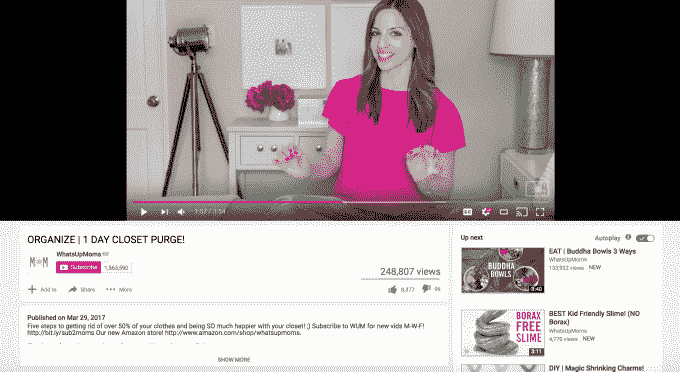 1:57 / 3:54
CC
ORGANIZE | 1 DAY CLOSET PURGE!
M M
WhatsUpMoms
Subscribe 1,563,590
248,807 views
Add to Share More
8,377 96
Published on Mar 29, 2017
Five steps to getting rid of over 50% of your clothes and being SO much happier with your closet! ;) Subscribe to WUM for new vids M-W-F!
http://bit.ly/sub2moms Our new Amazon store! http://www.amazon.com/shop/whatsupmoms.
SHOW MORE
Up next
Autoplay
BUDDHA BOWLS
3:40
EAT | Buddha Bowls 3 Ways
WhatsUpMoms
133,922 views NEW
BORAX FREE SLIME
3:11
BEST Kid Friendly Slime! (NO
Borax)
WhatsUpMoms
4,776 views NEW
DIY | Magic Shrinking Charms!